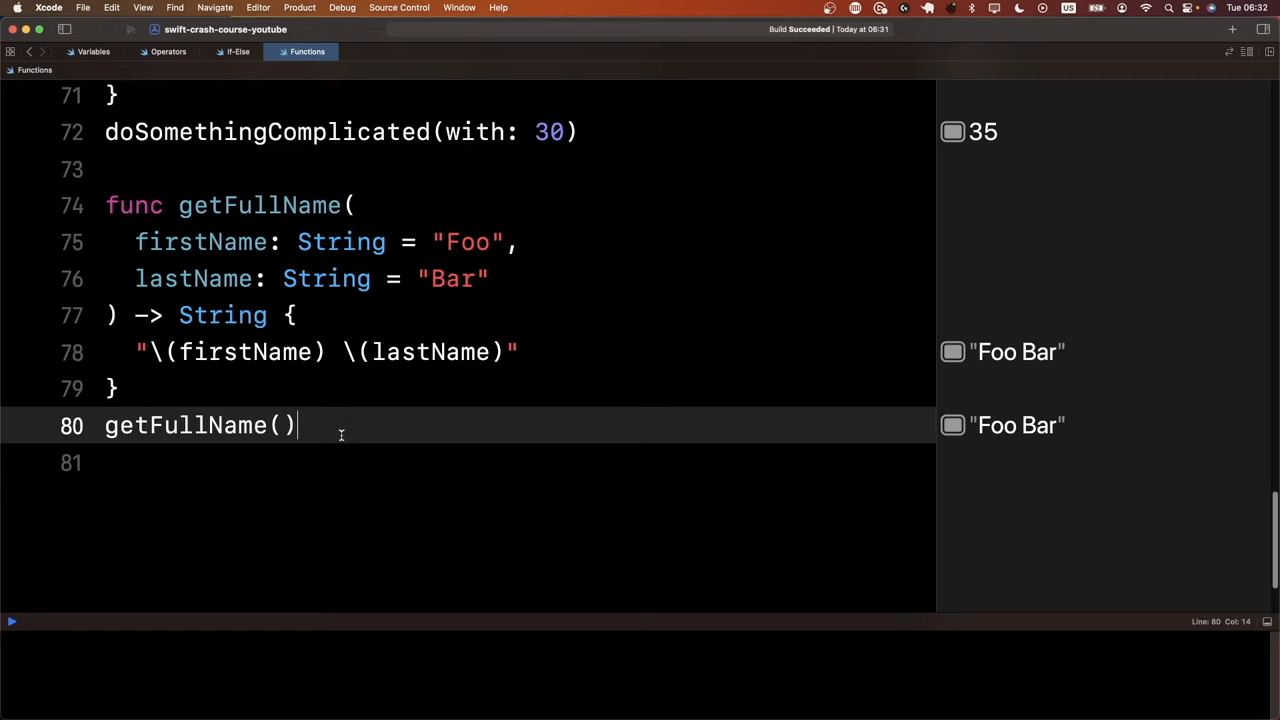 Xcode File Edit View Find Navigate Editor Product Debug Source Control Window Help US Tue 06:32
swift-crash-course-youtube Build Succeeded | Today at 06:31
Variables Operators If-Else Functions
Functions
71 }
72 doSomethingComplicated(with: 30) 35
73
74 func getFullName(
75 firstName: String = "Foo",
76 lastName: String = "Bar"
77 ) -> String {
78 "\(firstName) \(lastName)" "Foo Bar"
79 }
80 getFullName() "Foo Bar"
81
Line: 80 Col: 14